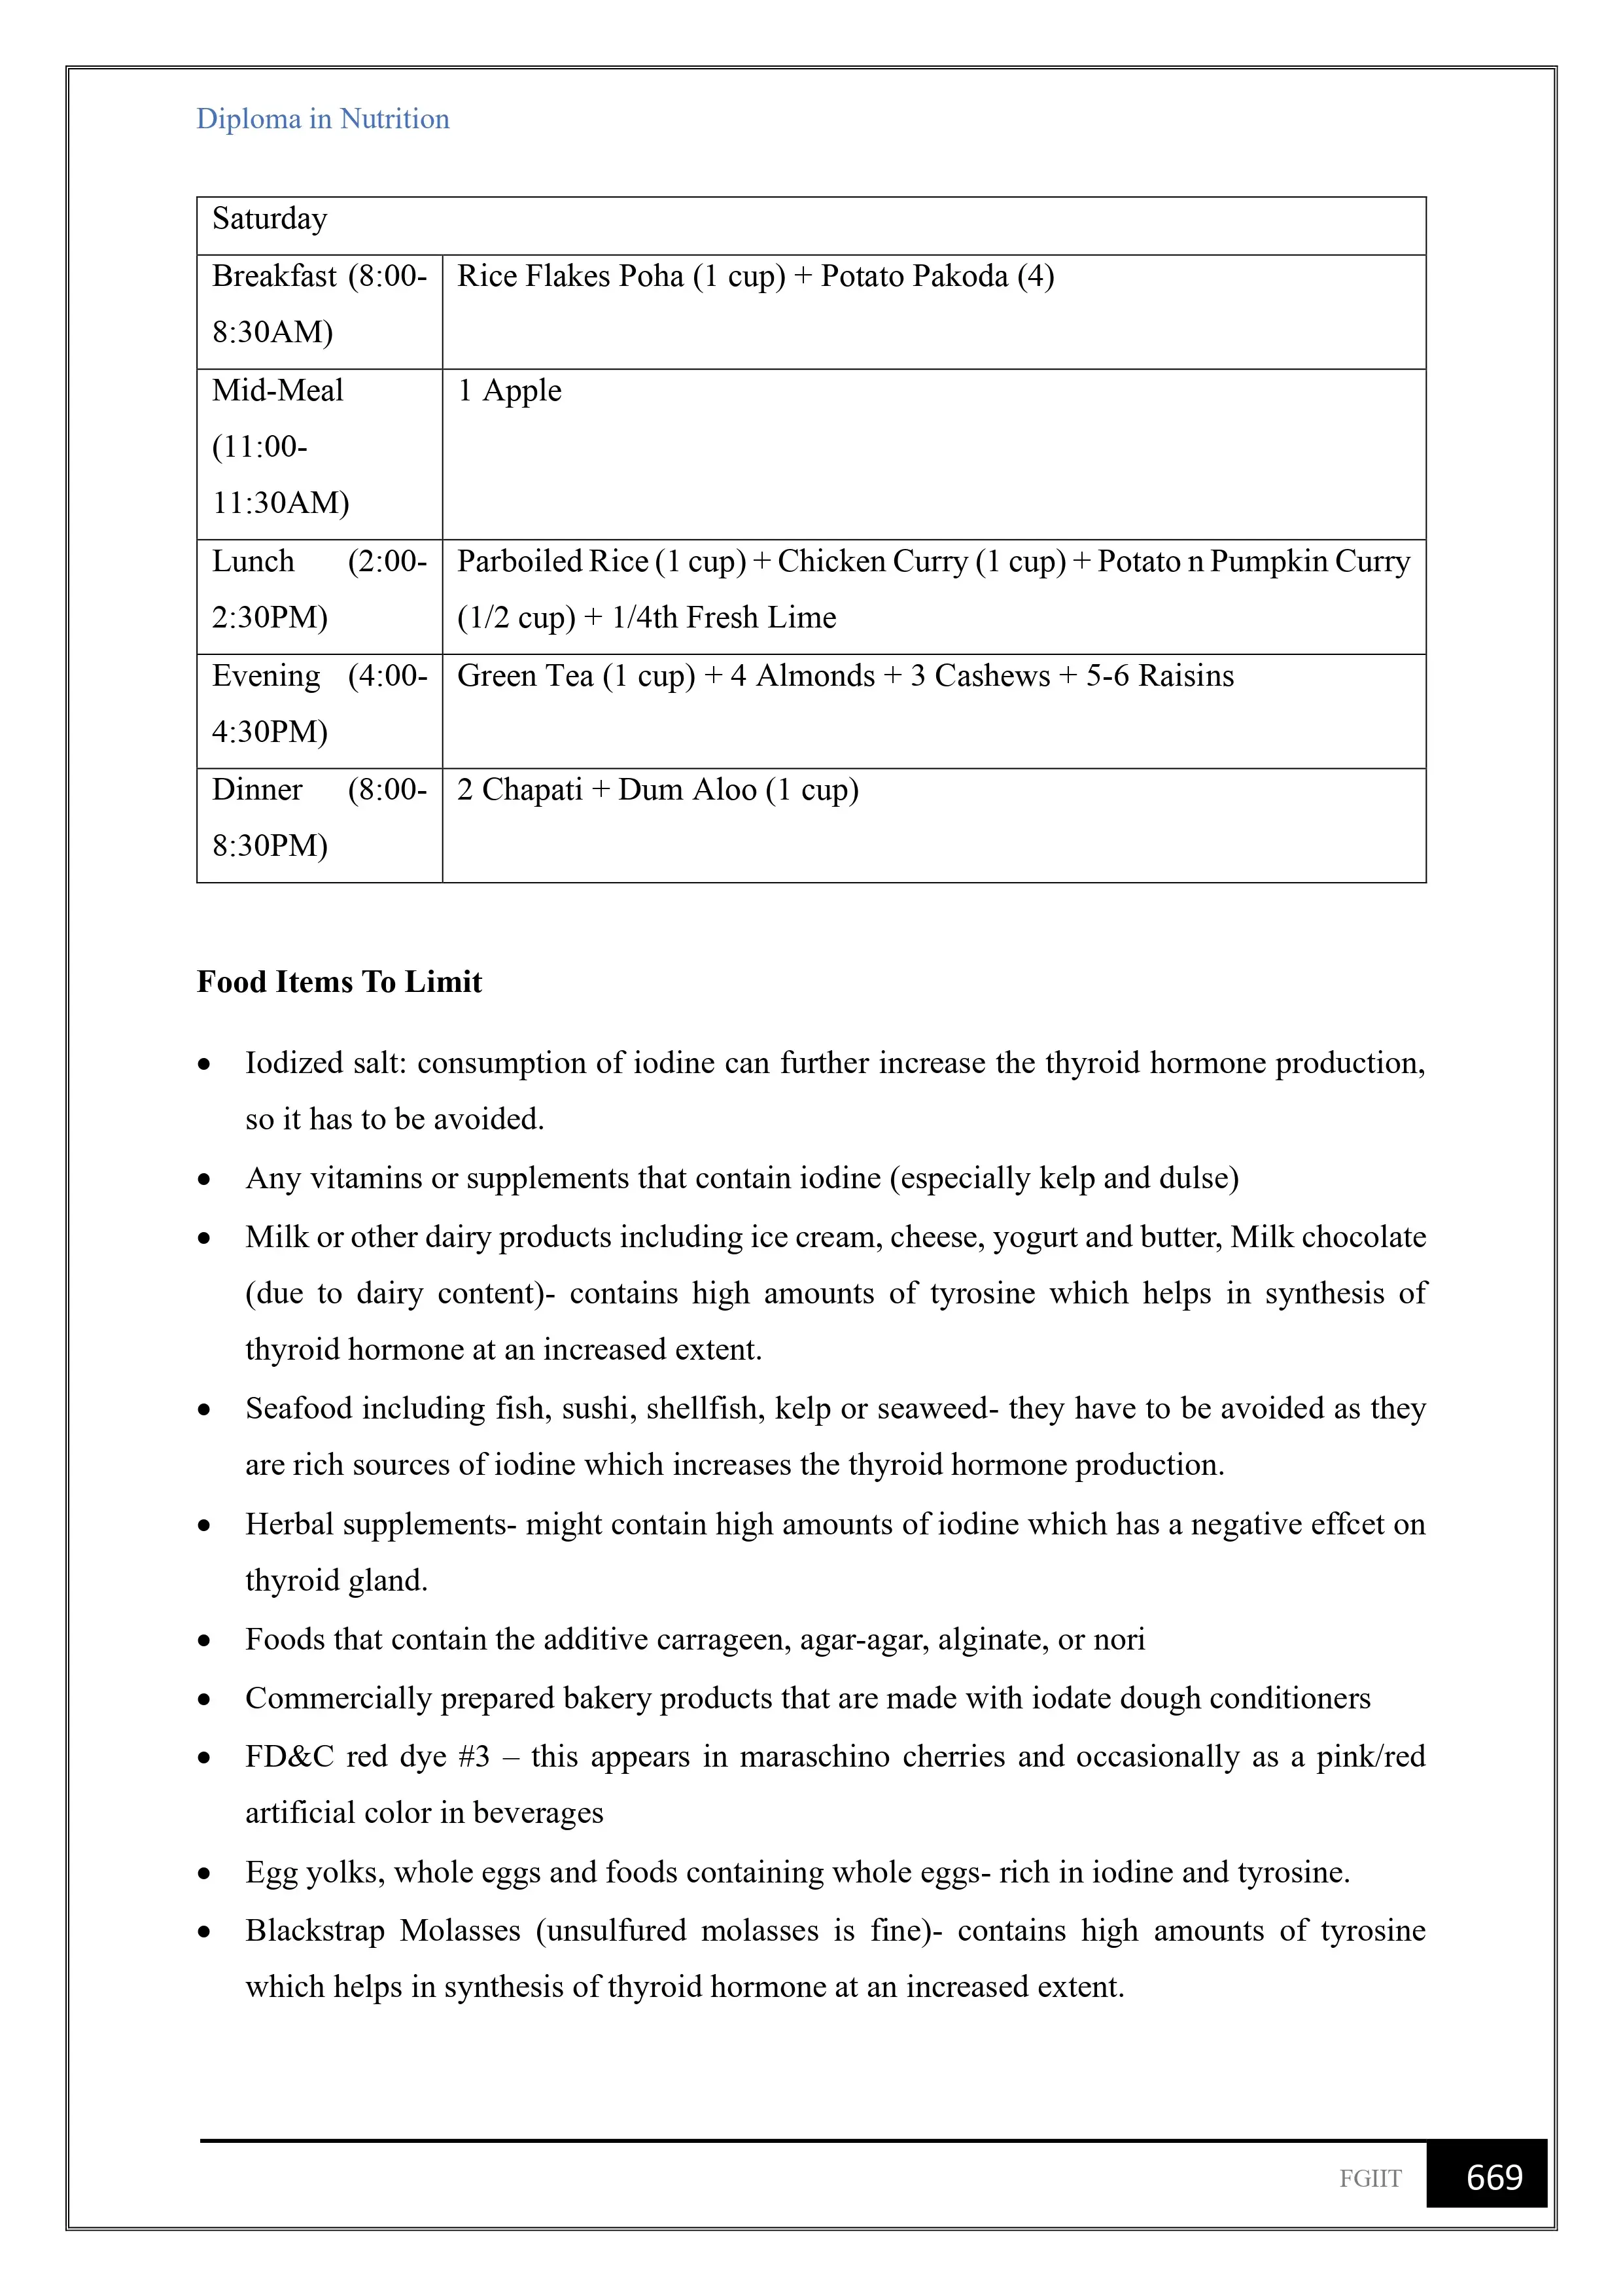 Diploma in Nutrition
Saturday
Breakfast (8:00-
8:30AM)
Rice Flakes Poha (1 cup) + Potato Pakoda (4)
Mid-Meal
(11:00-
11:30AM)
1 Apple
Lunch (2:00-
2:30PM)
Parboiled Rice (1 cup) + Chicken Curry (1 cup) + Potato n Pumpkin Curry
(1/2 cup) + 1/4th Fresh Lime
Evening (4:00-
4:30PM)
Green Tea (1 cup) + 4 Almonds + 3 Cashews + 5-6 Raisins
Dinner (8:00-
8:30PM)
2 Chapati + Dum Aloo (1 cup)
Food Items To Limit
• Iodized salt: consumption of iodine can further increase the thyroid hormone production,
so it has to be avoided.
• Any vitamins or supplements that contain iodine (especially kelp and dulse)
• Milk or other dairy products including ice cream, cheese, yogurt and butter, Milk chocolate
(due to dairy content)- contains high amounts of tyrosine which helps in synthesis of
thyroid hormone at an increased extent.
• Seafood including fish, sushi, shellfish, kelp or seaweed- they have to be avoided as they
are rich sources of iodine which increases the thyroid hormone production.
• Herbal supplements- might contain high amounts of iodine which has a negative effcet on
thyroid gland.
• Foods that contain the additive carrageen, agar-agar, alginate, or nori
• Commercially prepared bakery products that are made with iodate dough conditioners
• FD&C red dye #3 – this appears in maraschino cherries and occasionally as a pink/red
artificial color in beverages
• Egg yolks, whole eggs and foods containing whole eggs- rich in iodine and tyrosine.
• Blackstrap Molasses (unsulfured molasses is fine)- contains high amounts of tyrosine
which helps in synthesis of thyroid hormone at an increased extent.
FGIIT 669